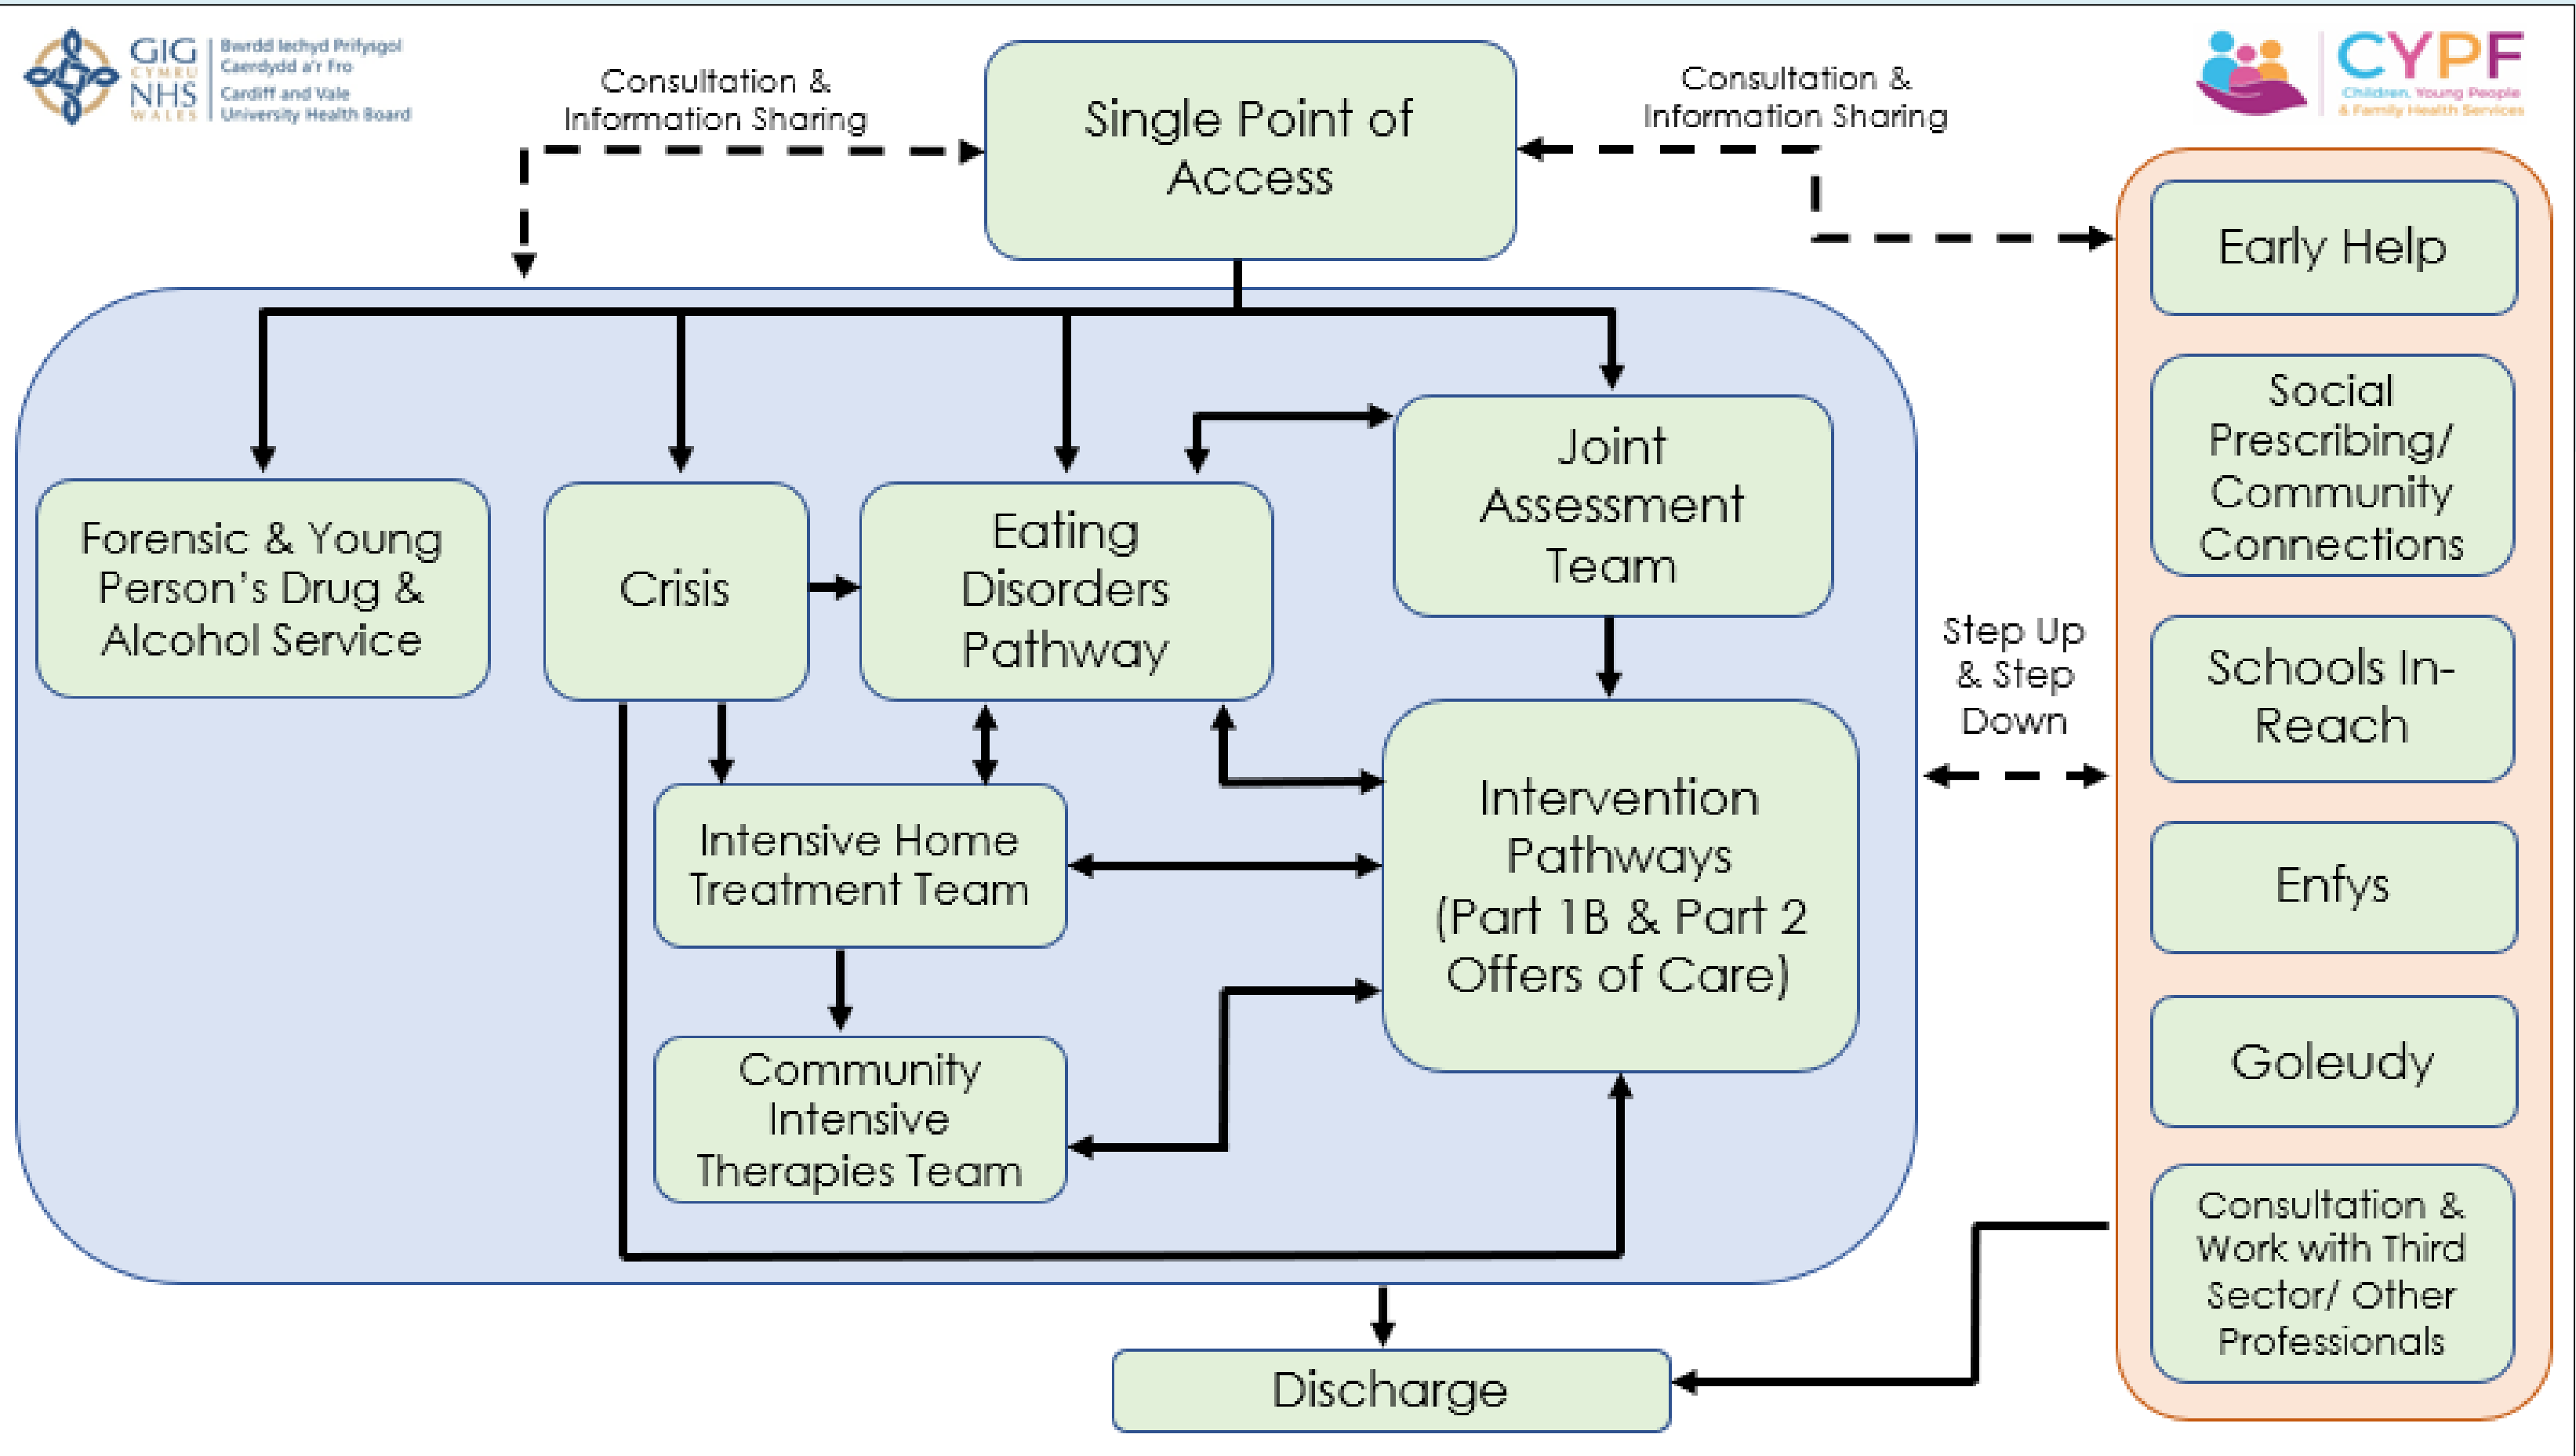 GIG
CYMRU
NHS
WALES
Bwrdd Iechyd Prifysgol
Caerdydd a'r Fro
Cardiff and Vale
University Health Board
Consultation &
Information Sharing
Single Point of
Access
Consultation &
Information Sharing
CYPF
Children, Young People
& Family Health Services
Early Help
Social
Prescribing/
Community
Connections
Schools In-
Reach
Enfys
Goleudy
Consultation &
Work with Third
Sector/ Other
Professionals
Step Up
& Step
Down
Forensic & Young
Person's Drug &
Alcohol Service
Crisis
Eating
Disorders
Pathway
Joint
Assessment
Team
Intensive Home
Treatment Team
Intervention
Pathways
(Part 1B & Part 2
Offers of Care)
Community
Intensive
Therapies Team
Discharge